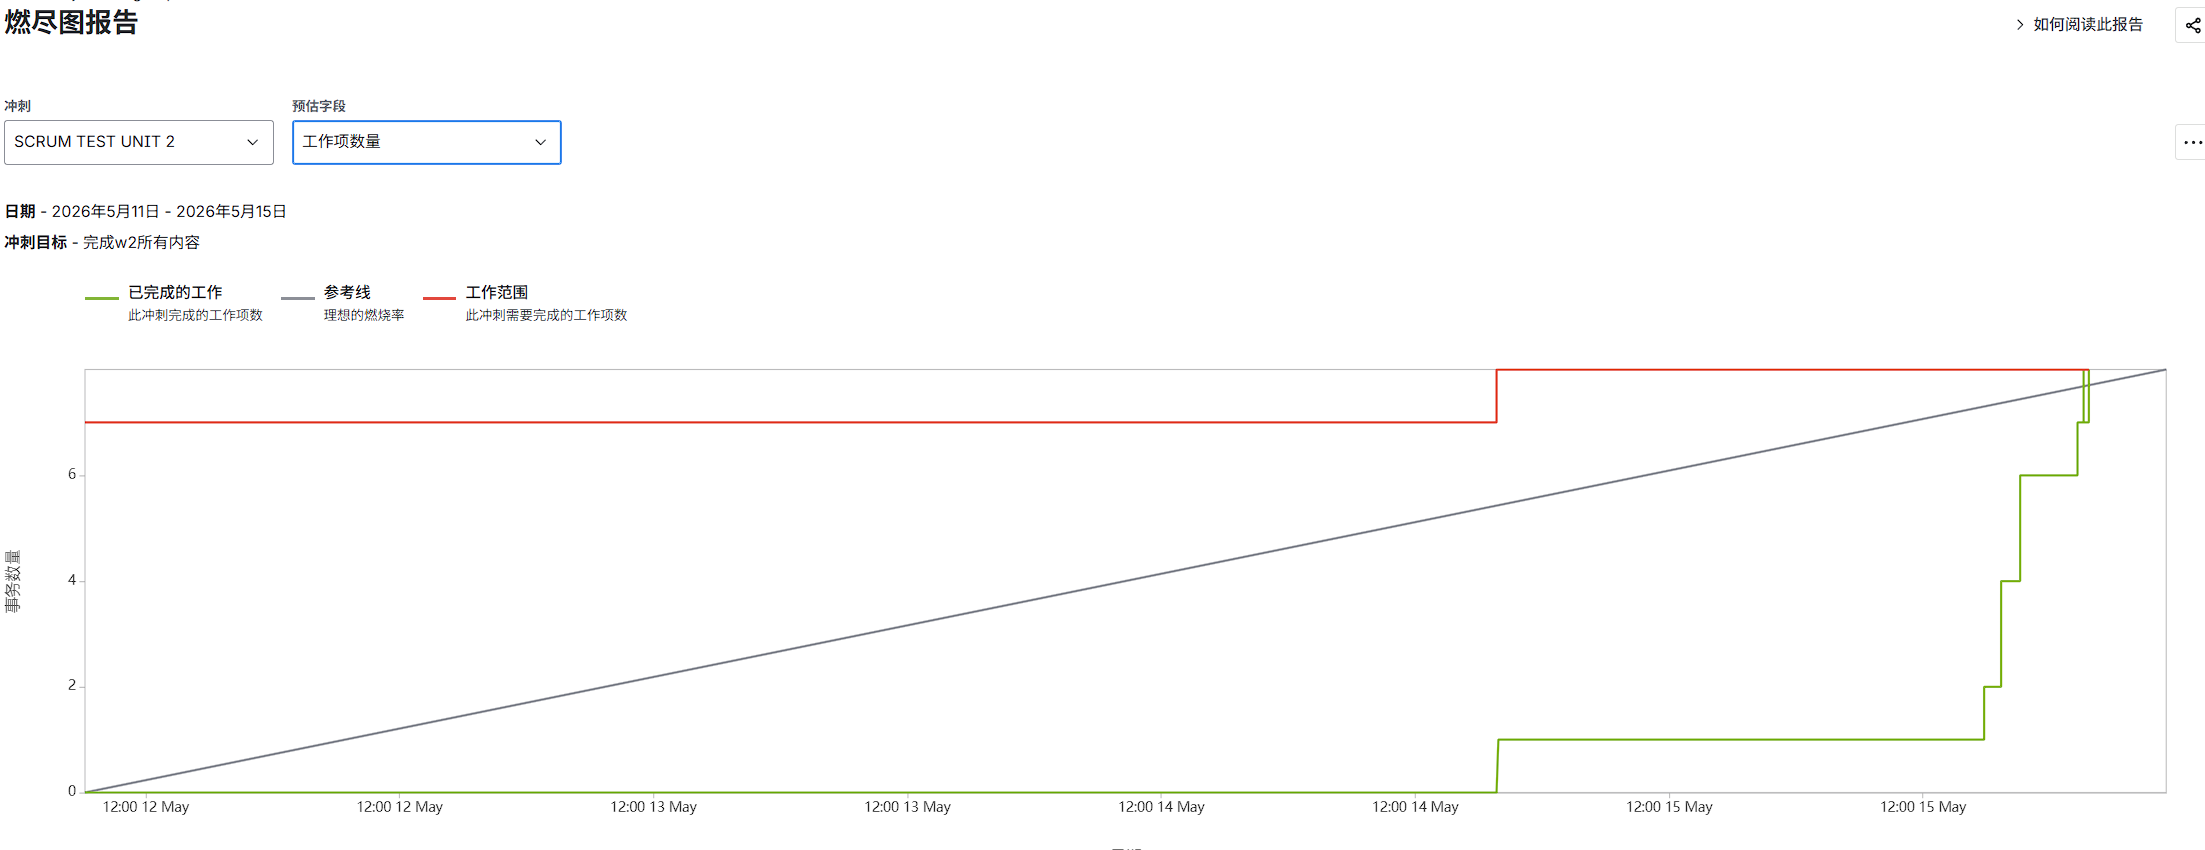 燃尽图报告
如何阅读此报告
冲刺
预估字段
SCRUM TEST UNIT 2
工作项数量
日期 - 2026年5月11日 - 2026年5月15日
冲刺目标 - 完成w2所有内容
已完成的工作
此冲刺完成的工作项数
参考线
理想的燃烧率
工作范围
此冲刺需要完成的工作项数
事务数量
6
4
2
0
12:00 12 May
12:00 12 May
12:00 13 May
12:00 13 May
12:00 14 May
12:00 14 May
12:00 15 May
12:00 15 May